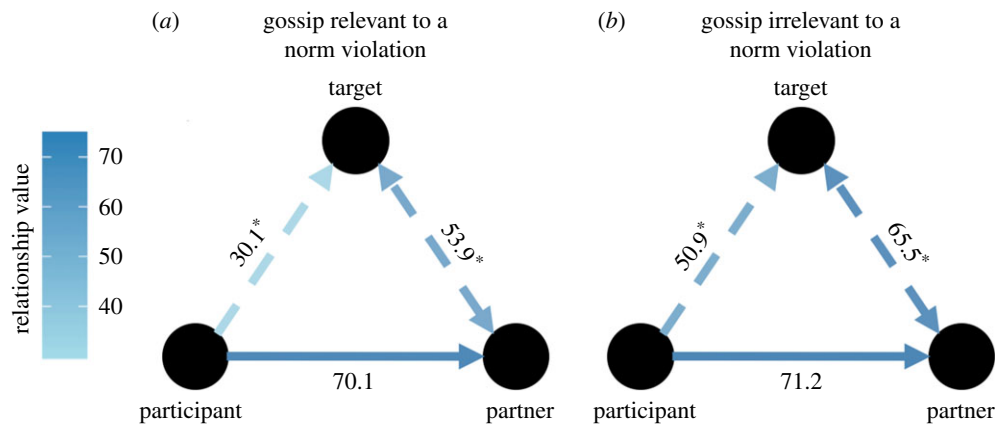 (a)
gossip relevant to a
norm violation
target
relationship value
70
60
50
40
30.1*
53.9*
70.1
participant
partner
(b)
gossip irrelevant to a
norm violation
target
50.9*
65.5*
71.2
participant
partner